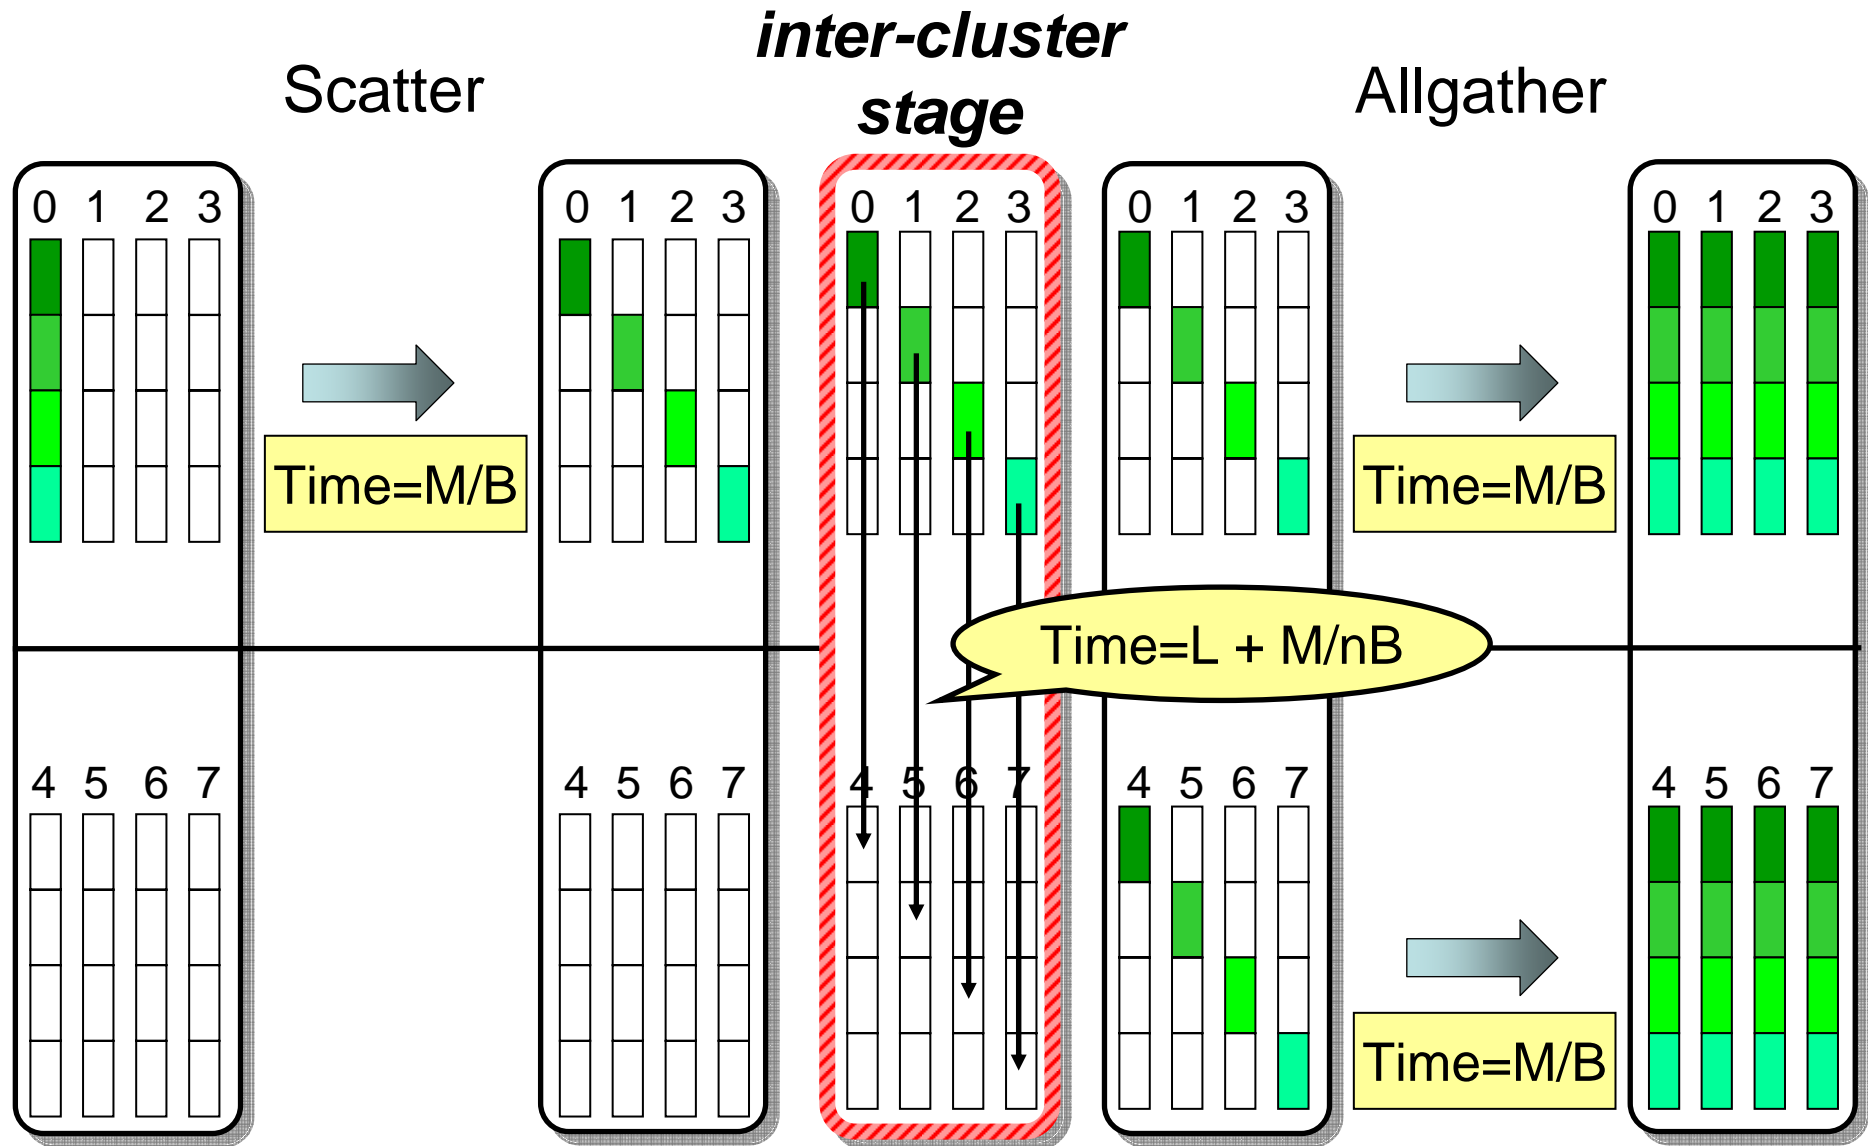 inter-cluster
stage
Scatter
Allgather
0 1 2 3
0 1 2 3
0 1 2 3
0 1 2 3
0 1 2 3
Time=M/B
Time=M/B
Time=L + M/nB
4 5 6 7
4 5 6 7
4 5 6 7
4 5 6 7
4 5 6 7
Time=M/B